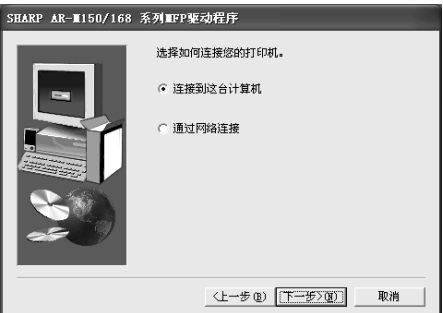 SHARP AR-M150/168 系列MFP驱动程序
选择如何连接您的打印机。
连接到这台计算机
通过网络连接
<上一步(B) 下一步>(N) 取消